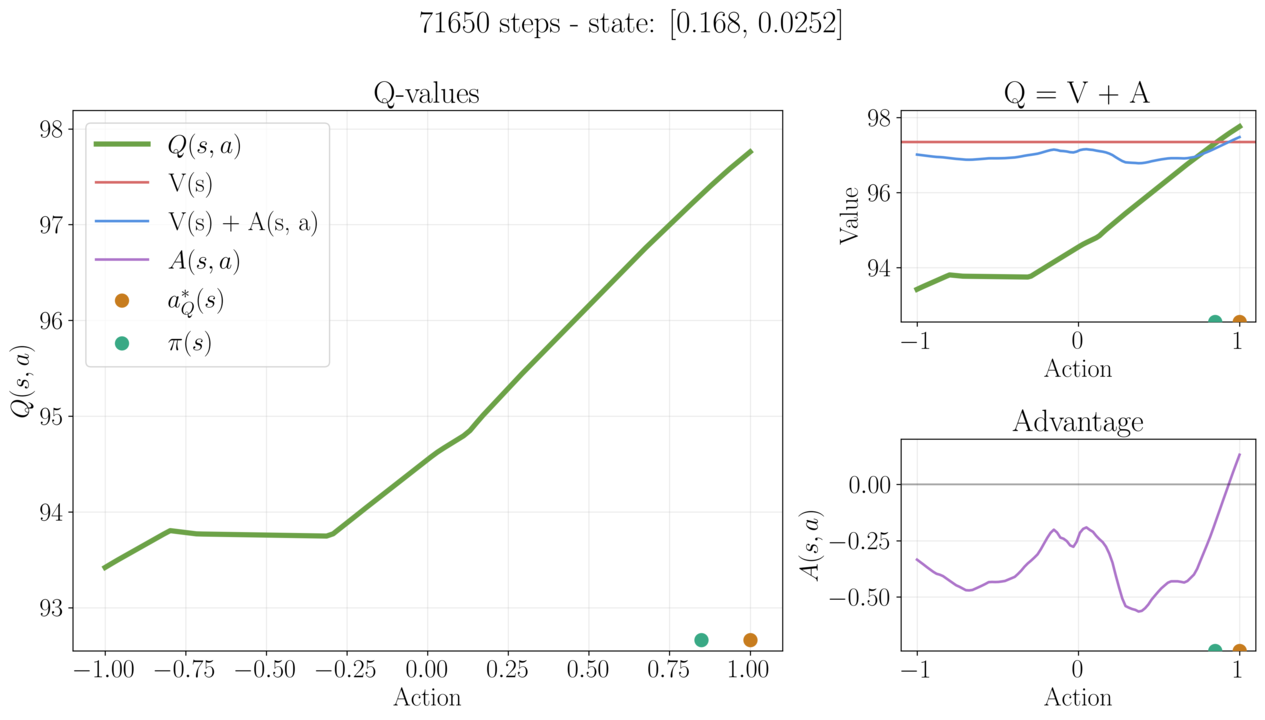 71650 steps - state: [0.168, 0.0252]
Q-values
98
97
96
95
94
93
Q(s, a)
Q(s, a)
V(s)
V(s) + A(s, a)
A(s, a)
a*_Q(s)
π(s)
−1.00 −0.75 −0.50 −0.25 0.00 0.25 0.50 0.75 1.00
Action
Q = V + A
98
96
94
Value
−1 0 1
Action
Advantage
0.00
−0.25
−0.50
A(s, a)
−1 0 1
Action